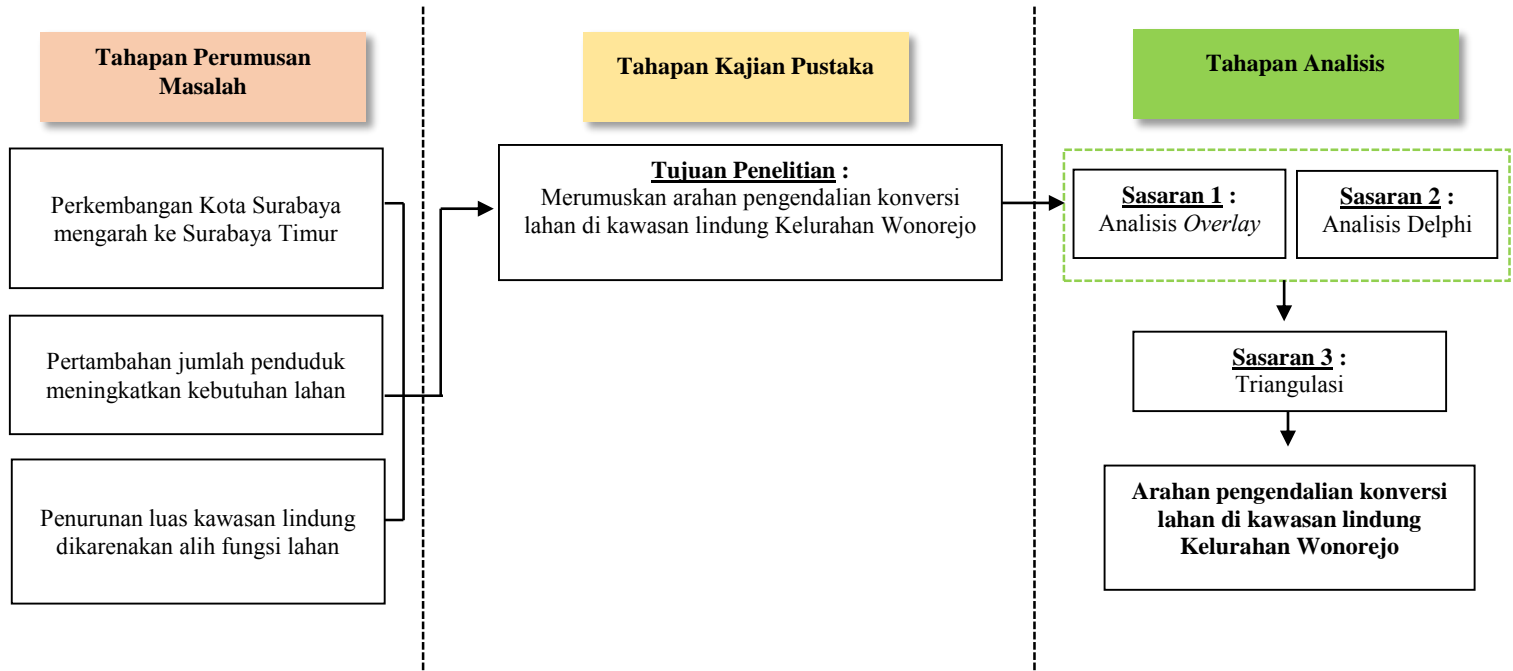 Tahapan Perumusan
Masalah
Perkembangan Kota Surabaya
mengarah ke Surabaya Timur
Pertambahan jumlah penduduk
meningkatkan kebutuhan lahan
Penurunan luas kawasan lindung
dikarenakan alih fungsi lahan
Tahapan Kajian Pustaka
Tujuan Penelitian :
Merumuskan arahan pengendalian konversi
lahan di kawasan lindung Kelurahan Wonorejo
Tahapan Analisis
Sasaran 1 :
Analisis Overlay
Sasaran 2 :
Analisis Delphi
Sasaran 3 :
Triangulasi
Arahan pengendalian konversi
lahan di kawasan lindung
Kelurahan Wonorejo